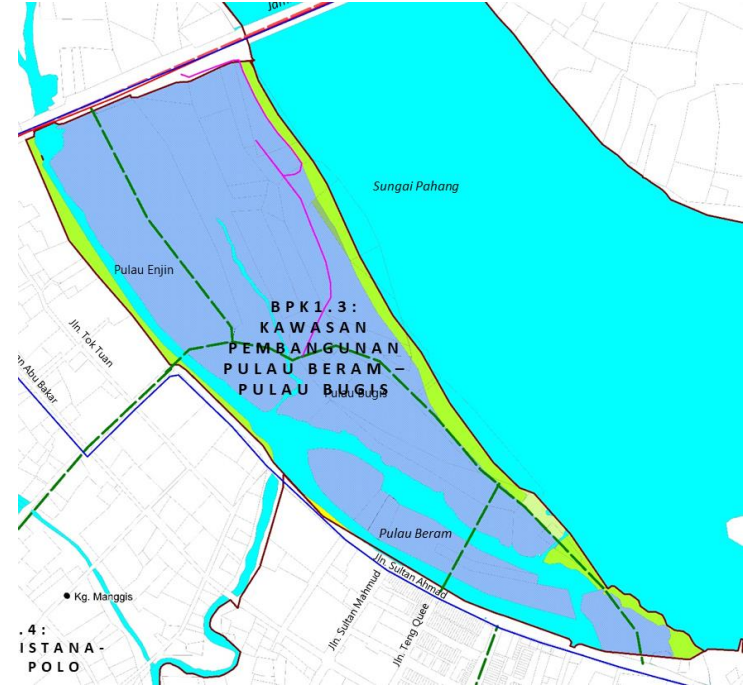 Sungai Pahang
Pulau Enjin
BPK1.3:
KAWASAN
PEMBANGUNAN
PULAU BERAM –
PULAU BUGIS
Pulau Bugis
Jln. Tok Tuan
Abu Bakar
Pulau Beram
Jln. Sultan Ahmad
Jln. Sultan Mahmud
Jln. Teng Quee
Kg. Manggis
.4:
ISTANA-
POLO